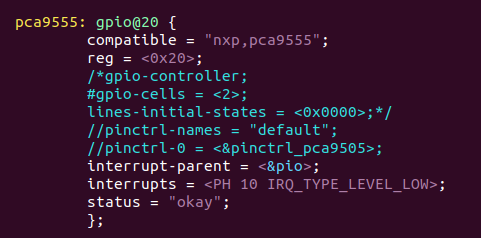 pca9555: gpio@20 {
compatible = "nxp,pca9555";
reg = <0x20>;
/*gpio-controller;
#gpio-cells = <2>;
lines-initial-states = <0x0000>;*/
//pinctrl-names = "default";
//pinctrl-0 = <&pinctrl_pca9505>;
interrupt-parent = <&pio>;
interrupts = <PH 10 IRQ_TYPE_LEVEL_LOW>;
status = "okay";
};